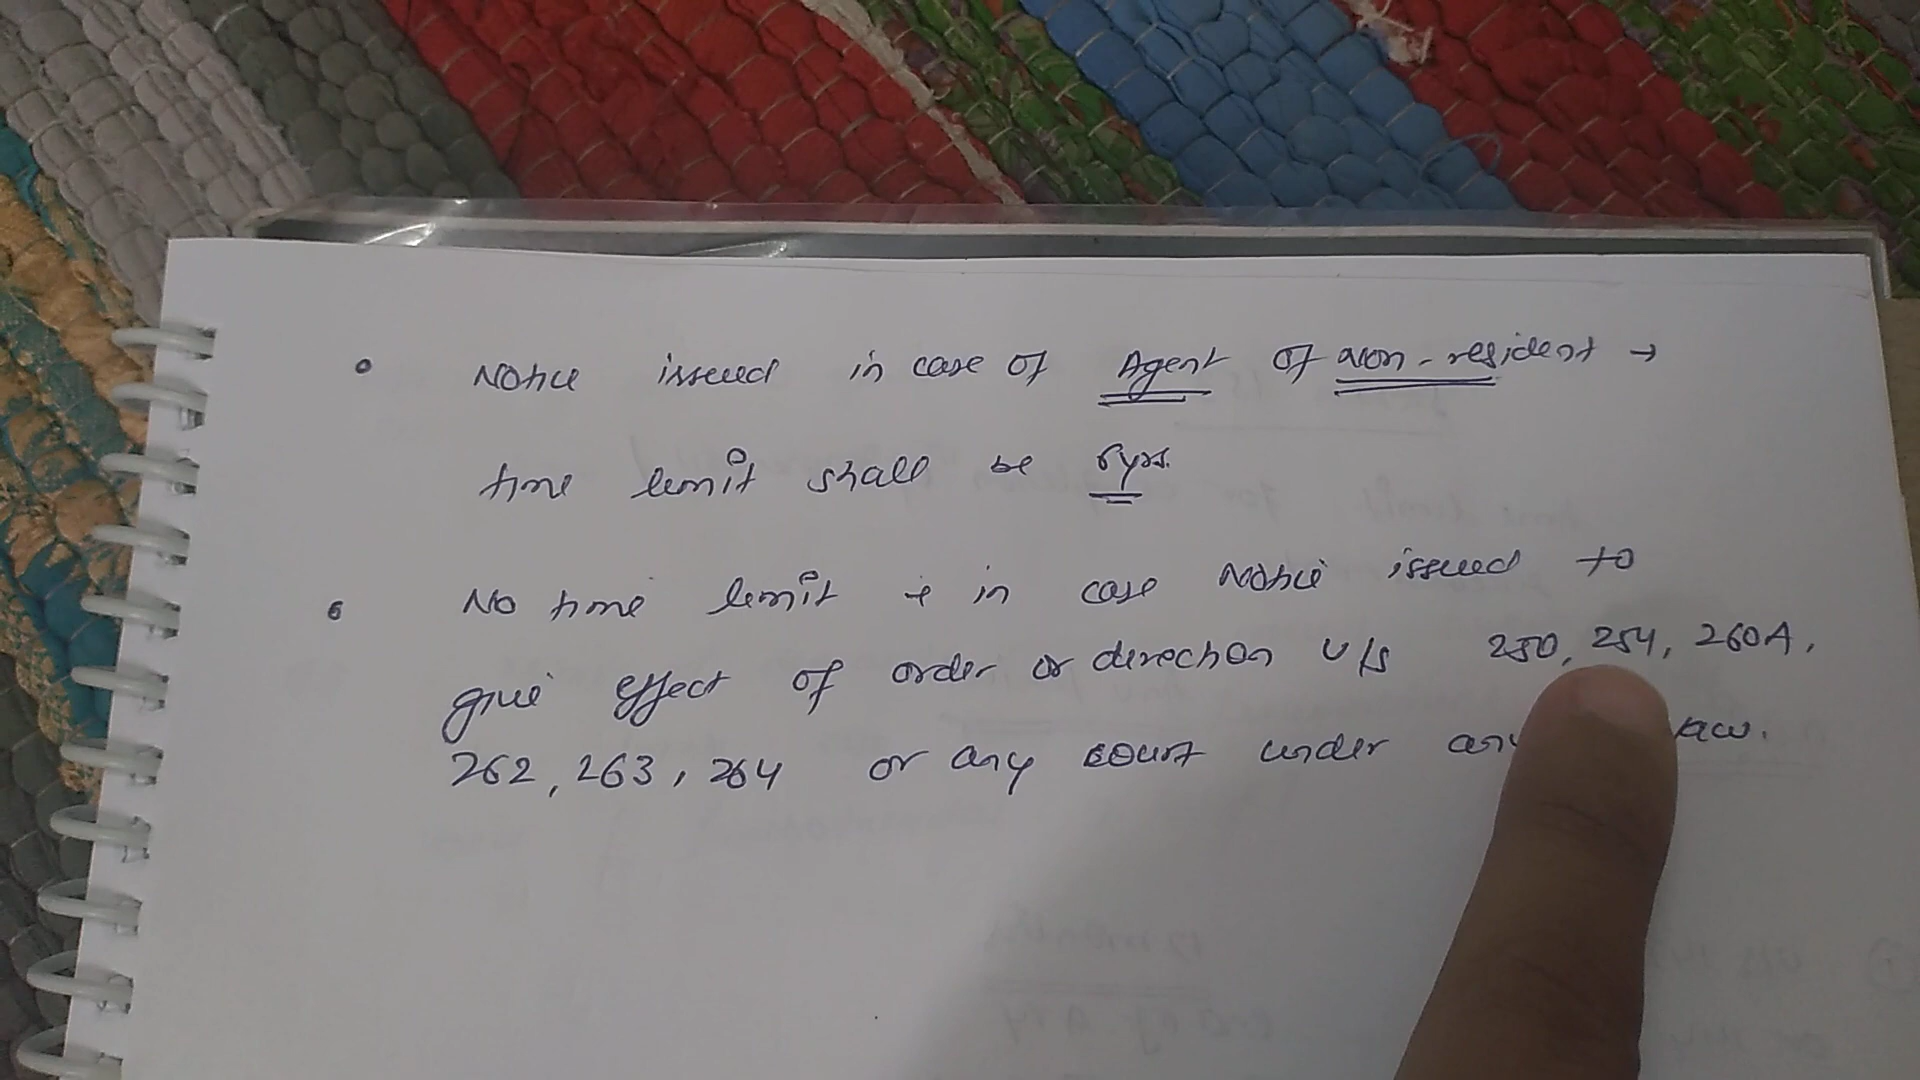 • Notice issued in case of Agent of non-resident →
time limit shall be 6yrs.
• No time limit in case Notice issued to
give effect of order or direction u/s 250, 254, 260A,
262, 263, 264 or any court under any law.